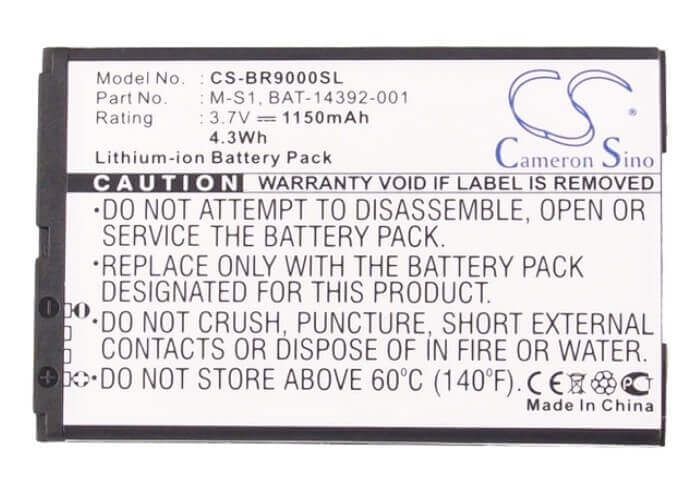 Model No. : CS-BR9000SL
Part No. : M-S1, BAT-14392-001
Rating : 3.7V⎓1150mAh
4.3Wh
Lithium-ion Battery Pack
CS
Cameron Sino
CAUTION WARRANTY VOID IF LABEL IS REMOVED
•DO NOT ATTEMPT TO DISASSEMBLE, OPEN OR
SERVICE THE BATTERY PACK.
•REPLACE ONLY WITH THE BATTERY PACK
DESIGNATED FOR THIS PRODUCT.
•DO NOT CRUSH, PUNCTURE, SHORT EXTERNAL
CONTACTS OR DISPOSE OF IN FIRE OR WATER.
•DO NOT EXPOSE ABOVE 60°C (140°F). CE PC
Made In China